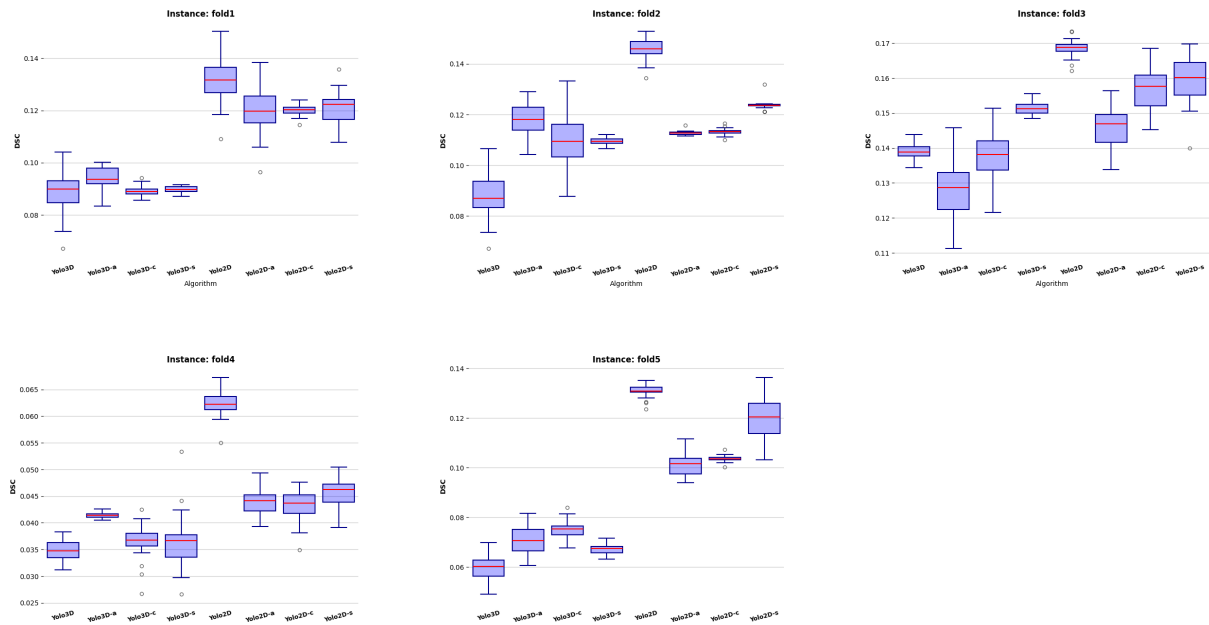 Instance: fold1
DSC
0.14
0.12
0.10
0.08
Yolo3D Yolo3D-a Yolo3D-c Yolo3D-s Yolo2D Yolo2D-a Yolo2D-c Yolo2D-s
Algorithm
Instance: fold2
DSC
0.14
0.12
0.10
0.08
Yolo3D Yolo3D-a Yolo3D-c Yolo3D-s Yolo2D Yolo2D-a Yolo2D-c Yolo2D-s
Algorithm
Instance: fold3
DSC
0.17
0.16
0.15
0.14
0.13
0.12
0.11
Yolo3D Yolo3D-a Yolo3D-c Yolo3D-s Yolo2D Yolo2D-a Yolo2D-c Yolo2D-s
Algorithm
Instance: fold4
DSC
0.065
0.060
0.055
0.050
0.045
0.040
0.035
0.030
0.025
Yolo3D Yolo3D-a Yolo3D-c Yolo3D-s Yolo2D Yolo2D-a Yolo2D-c Yolo2D-s
Instance: fold5
DSC
0.14
0.12
0.10
0.08
0.06
Yolo3D Yolo3D-a Yolo3D-c Yolo3D-s Yolo2D Yolo2D-a Yolo2D-c Yolo2D-s